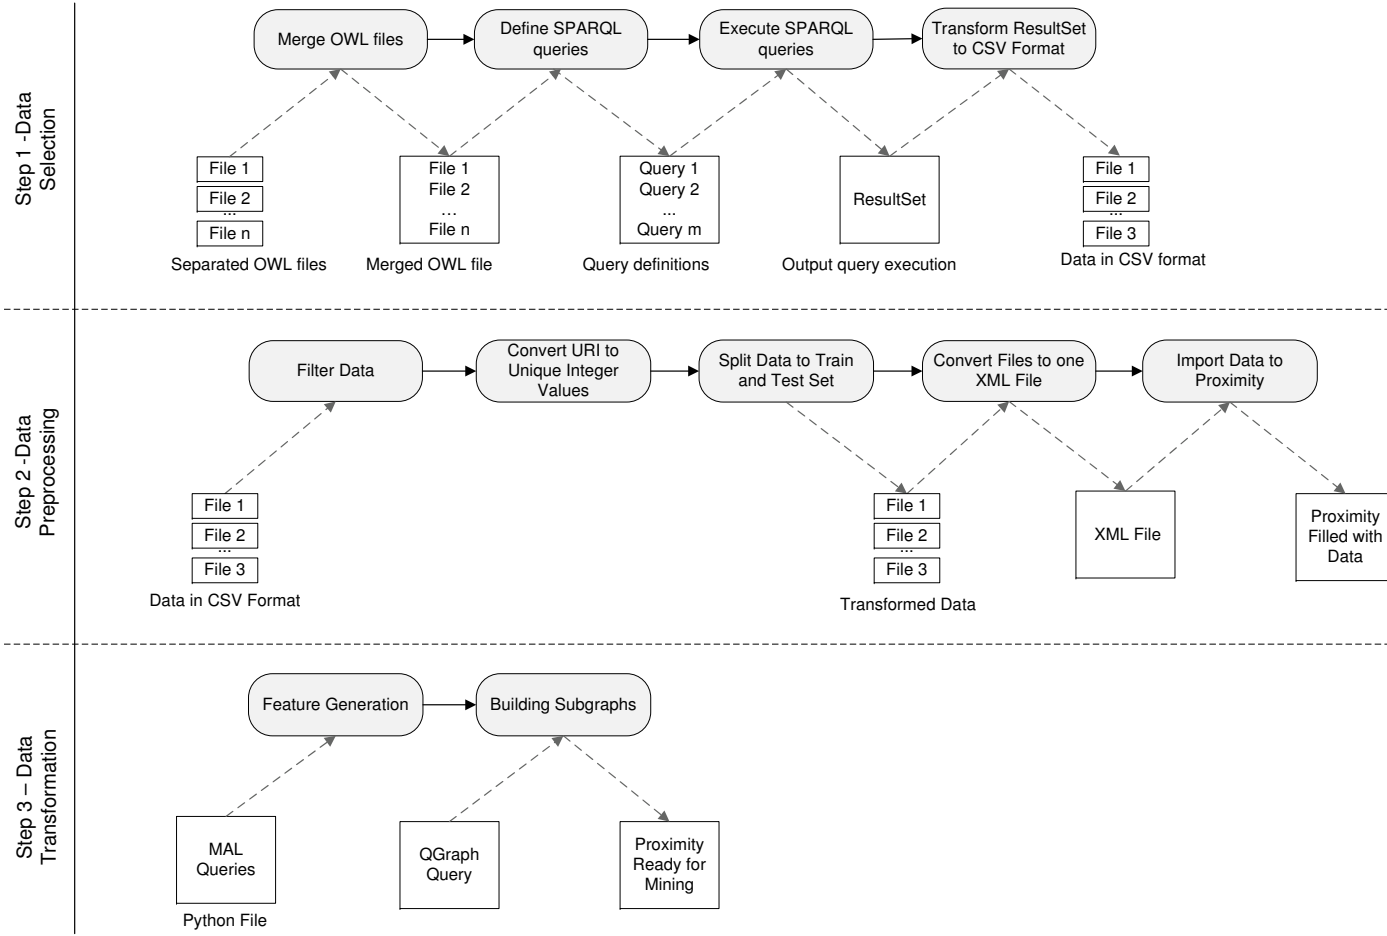 Step 1 -Data
Selection
Merge OWL files
Define SPARQL
queries
Execute SPARQL
queries
Transform ResultSet
to CSV Format
File 1
File 2
...
File n
Separated OWL files
File 1
File 2
...
File n
Merged OWL file
Query 1
Query 2
...
Query m
Query definitions
ResultSet
Output query execution
File 1
File 2
...
File 3
Data in CSV format
Step 2 -Data
Preprocessing
Filter Data
Convert URI to
Unique Integer
Values
Split Data to Train
and Test Set
Convert Files to one
XML File
Import Data to
Proximity
File 1
File 2
...
File 3
Data in CSV Format
File 1
File 2
...
File 3
Transformed Data
XML File
Proximity
Filled with
Data
Step 3 – Data
Transformation
Feature Generation
Building Subgraphs
MAL
Queries
Python File
QGraph
Query
Proximity
Ready for
Mining